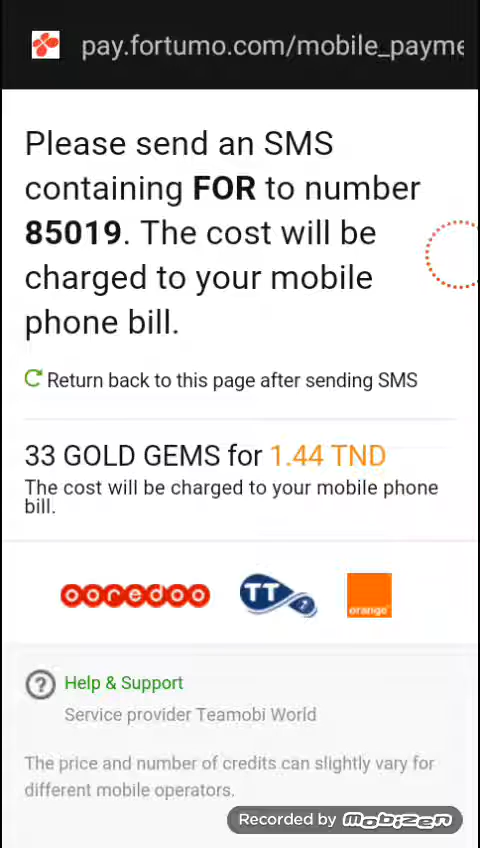 pay.fortumo.com/mobile_payme
Please send an SMS
containing FOR to number
85019. The cost will be
charged to your mobile
phone bill.
Return back to this page after sending SMS
33 GOLD GEMS for 1.44 TND
The cost will be charged to your mobile phone
bill.
ooredoo TT orange
? Help & Support
Service provider Teamobi World
The price and number of credits can slightly vary for
different mobile operators.
Recorded by Mobizen